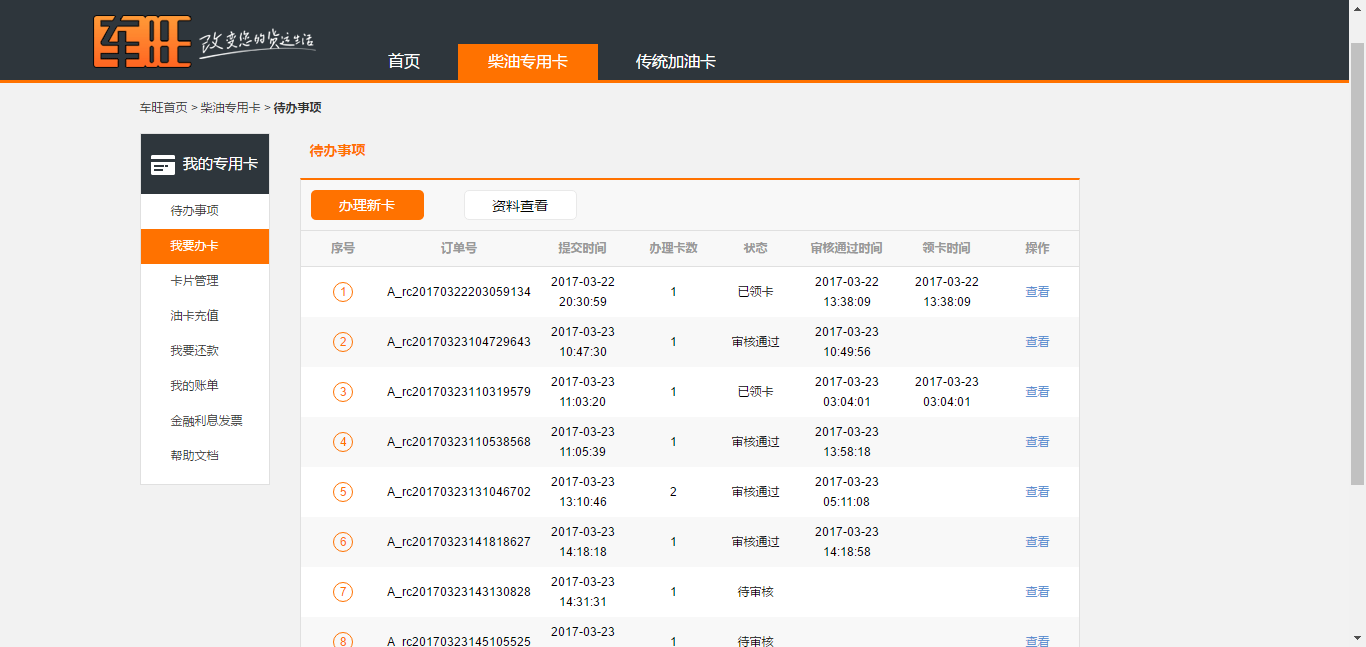 车旺 改变您的货运生活
首页 柴油专用卡 传统加油卡
车旺首页 > 柴油专用卡 > 待办事项
我的专用卡
待办事项
我要办卡
卡片管理
油卡充值
我要还款
我的账单
金融利息发票
帮助文档
待办事项
办理新卡 资料查看
序号 订单号 提交时间 办理卡数 状态 审核通过时间 领卡时间 操作
1 A_rc20170322203059134 2017-03-22 20:30:59 1 已领卡 2017-03-22 13:38:09 2017-03-22 13:38:09 查看
2 A_rc20170323104729643 2017-03-23 10:47:30 1 审核通过 2017-03-23 10:49:56 查看
3 A_rc20170323110319579 2017-03-23 11:03:20 1 已领卡 2017-03-23 03:04:01 2017-03-23 03:04:01 查看
4 A_rc20170323110538568 2017-03-23 11:05:39 1 审核通过 2017-03-23 13:58:18 查看
5 A_rc20170323131046702 2017-03-23 13:10:46 2 审核通过 2017-03-23 05:11:08 查看
6 A_rc20170323141818627 2017-03-23 14:18:18 1 审核通过 2017-03-23 14:18:58 查看
7 A_rc20170323143130828 2017-03-23 14:31:31 1 待审核 查看
8 A_rc20170323145105525 2017-03-23 1 待审核 查看